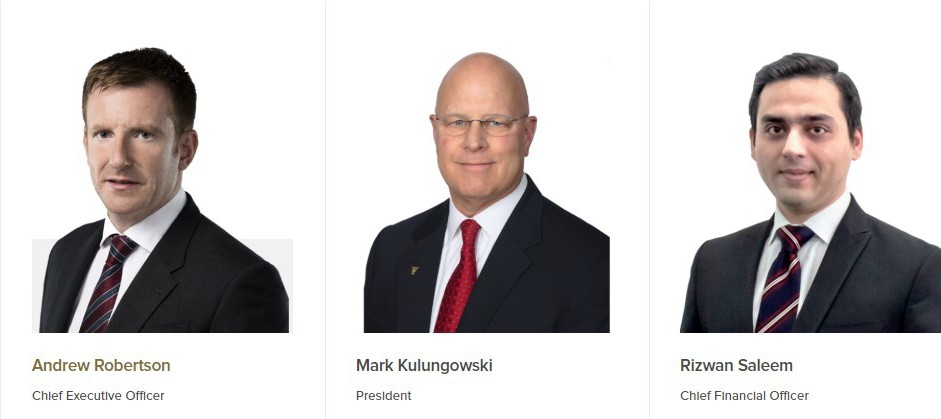 Andrew Robertson
Chief Executive Officer
Mark Kulungowski
President
Rizwan Saleem
Chief Financial Officer